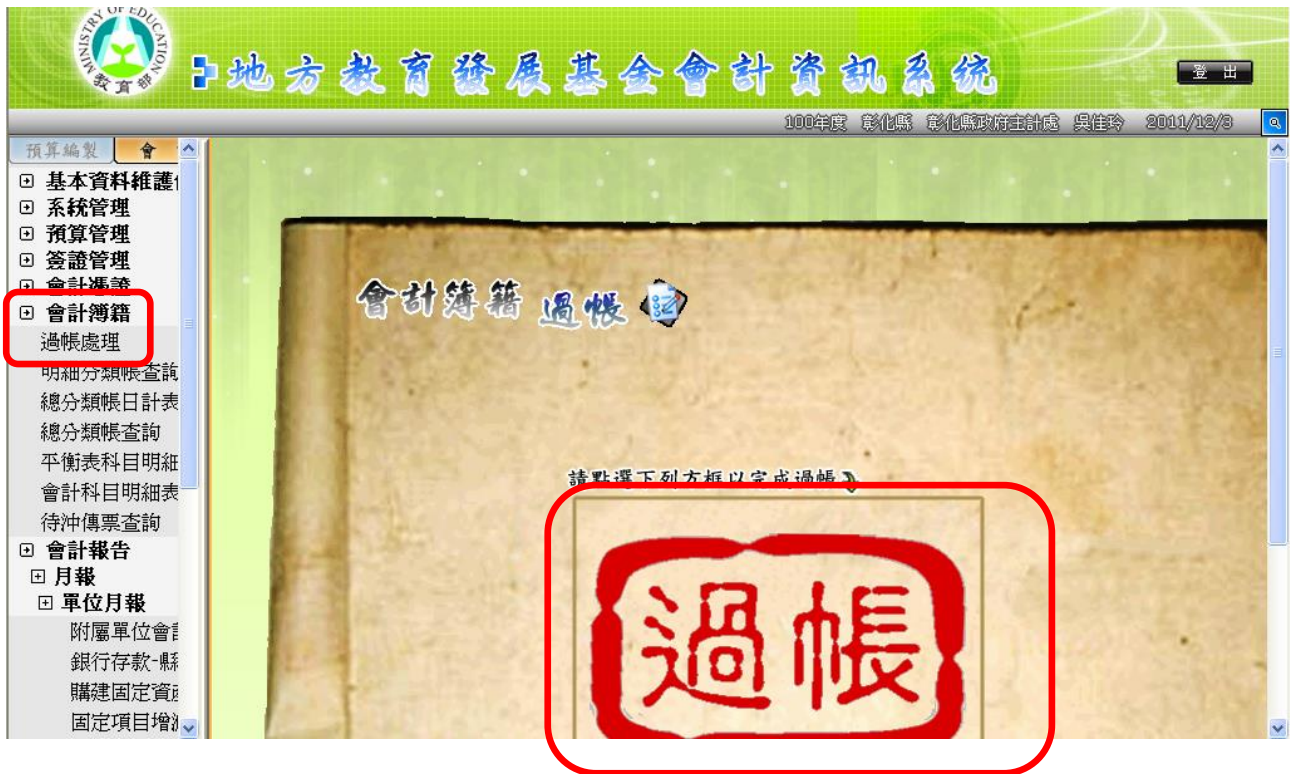 MINISTRY OF EDUCATION
教育部
地方教育發展基金會計資訊系統
登出
100年度 彰化縣 彰化縣政府主計處 吳佳玲 2011/12/8
預算編製 會
基本資料維護
系統管理
預算管理
簽證管理
會計憑證
會計簿籍
過帳處理
明細分類帳查詢
總分類帳日計表
總分類帳查詢
平衡表科目明細
會計科目明細表
待沖傳票查詢
會計報告
月報
單位月報
附屬單位會計
銀行存款-縣
購建固定資產
固定項目增減
會計簿籍 過帳
請點選下列方框以完成過帳
過帳